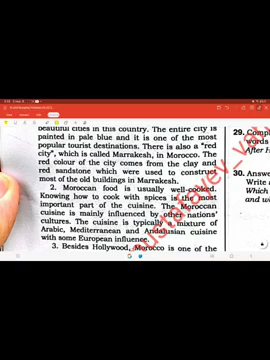 beautiful cities in this country. The entire city is
painted in pale blue and it is one of the most
popular tourist destinations. There is also a "red
city", which is called Marrakesh, in Morocco. The
red colour of the city comes from the clay and
red sandstone which were used to construct
most of the old buildings in Marrakesh.
2. Moroccan food is usually well-cooked.
Knowing how to cook with spices is the most
important part of the cuisine. The Moroccan
cuisine is mainly influenced by other nations'
cultures. The cuisine is typically a mixture of
Arabic, Mediterranean and Andalusian cuisine
with some European influence.
3. Besides Hollywood, Morocco is one of the
29. Compl
words
After H
30. Answe
Write
Which
and wi